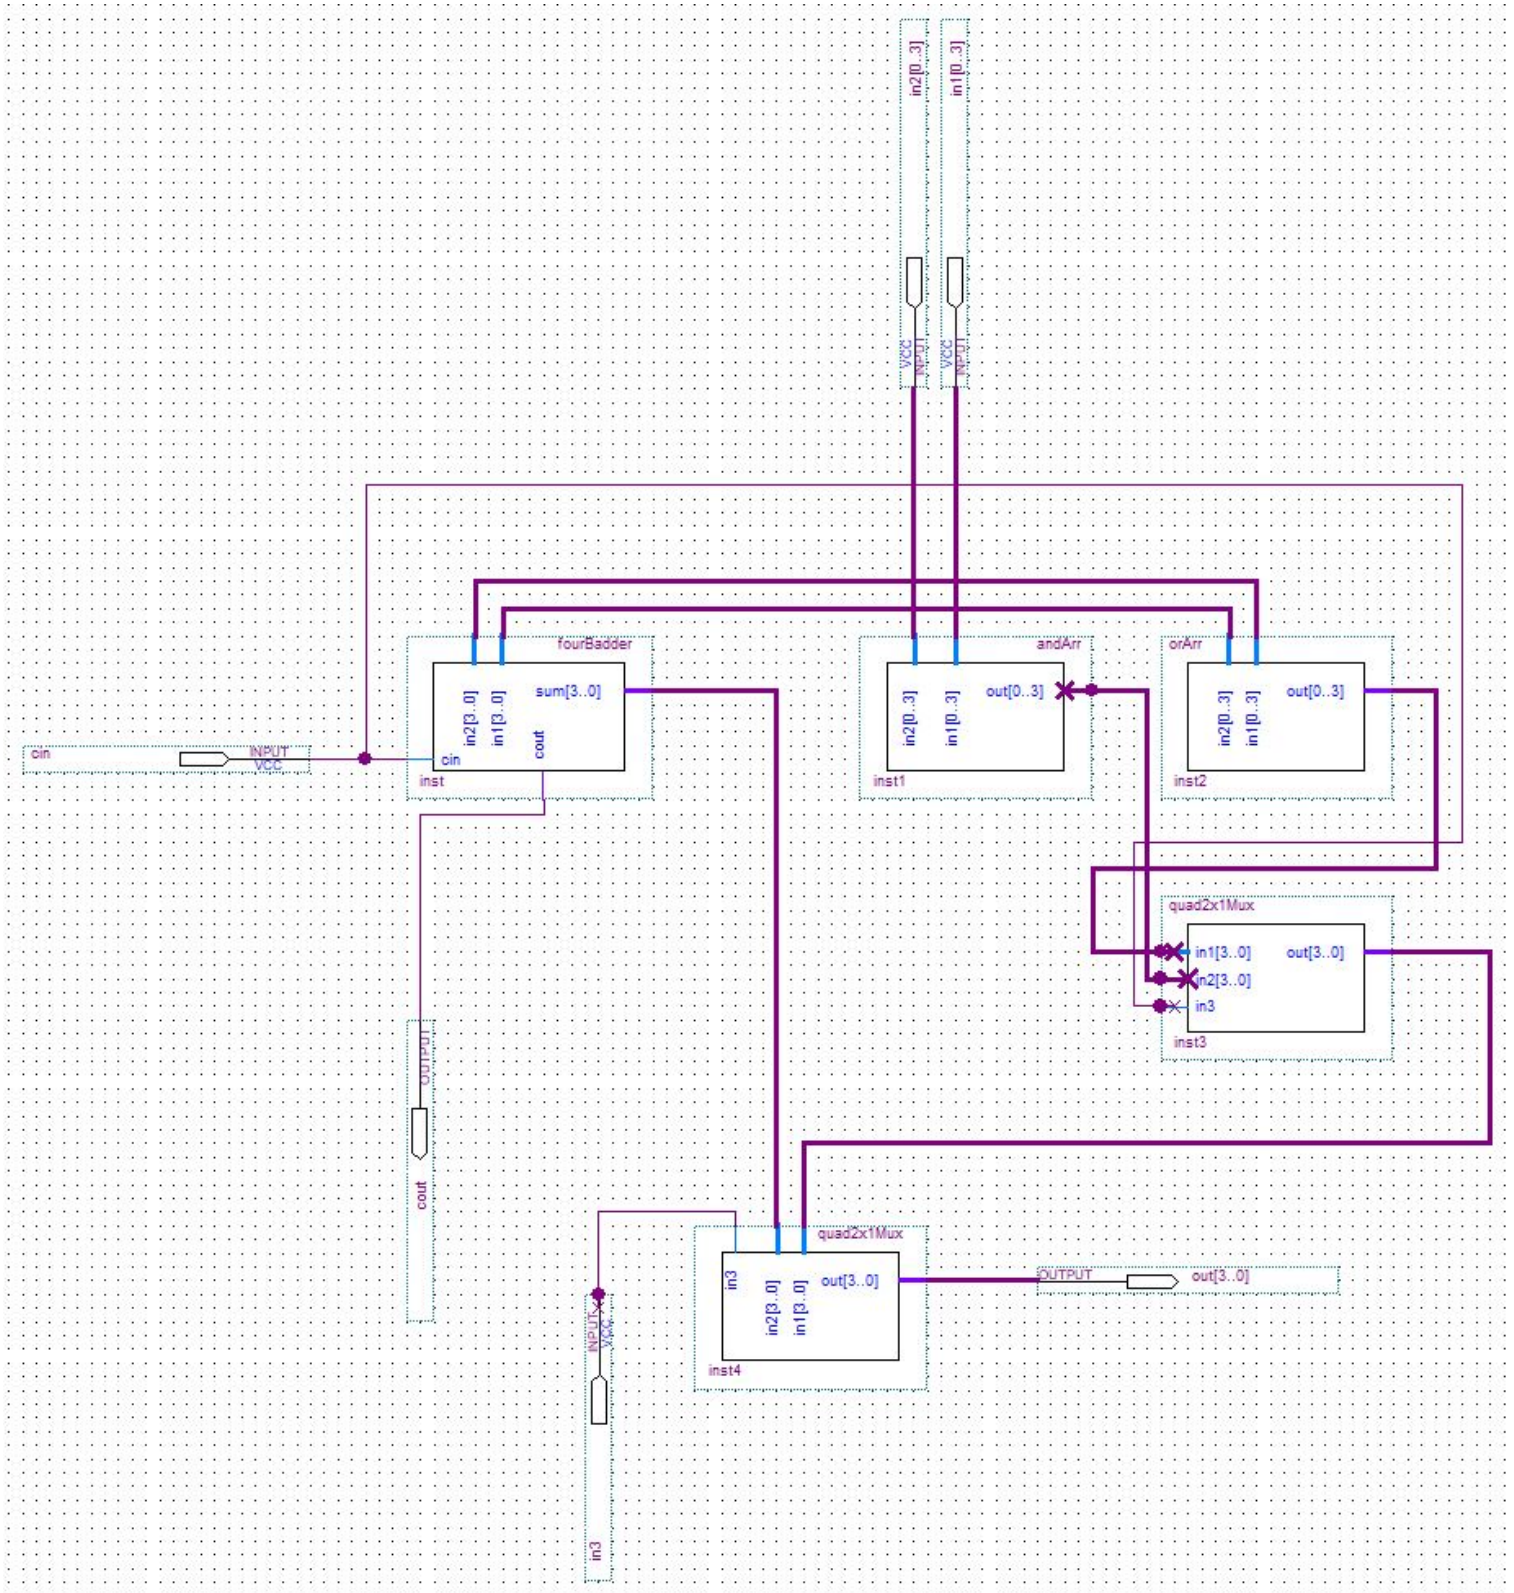 in2[0..3]
in1[0..3]
VCC
INPUT
VCC
INPUT
fourBadder
in2[3..0]
in1[3..0]
sum[3..0]
cout
cin
inst
andArr
in2[0..3]
in1[0..3]
out[0..3]
inst1
orArr
in2[0..3]
in1[0..3]
out[0..3]
inst2
cin
INPUT
VCC
quad2x1Mux
in1[3..0]
out[3..0]
in2[3..0]
in3
inst3
OUTPUT
cout
quad2x1Mux
in3
in2[3..0]
in1[3..0]
out[3..0]
inst4
OUTPUT
out[3..0]
INPUT
VCC
in3